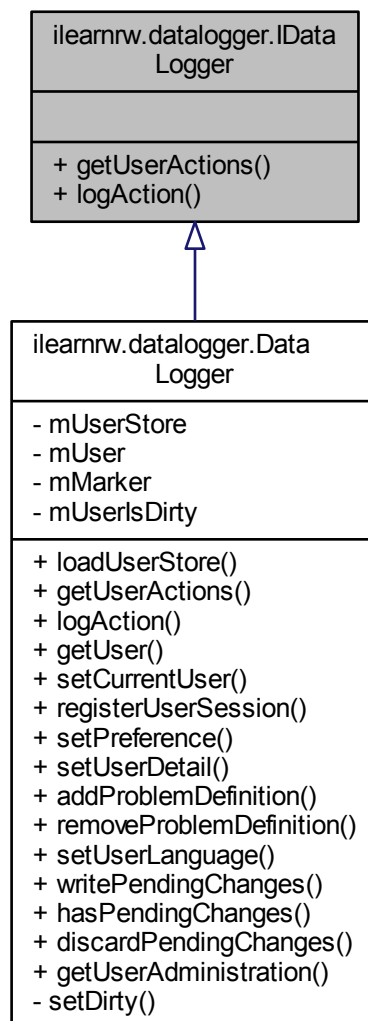 ilearnrw.datalogger.IData
Logger
+ getUserActions()
+ logAction()
ilearnrw.datalogger.Data
Logger
- mUserStore
- mUser
- mMarker
- mUserIsDirty
+ loadUserStore()
+ getUserActions()
+ logAction()
+ getUser()
+ setCurrentUser()
+ registerUserSession()
+ setPreference()
+ setUserDetail()
+ addProblemDefinition()
+ removeProblemDefinition()
+ setUserLanguage()
+ writePendingChanges()
+ hasPendingChanges()
+ discardPendingChanges()
+ getUserAdministration()
- setDirty()